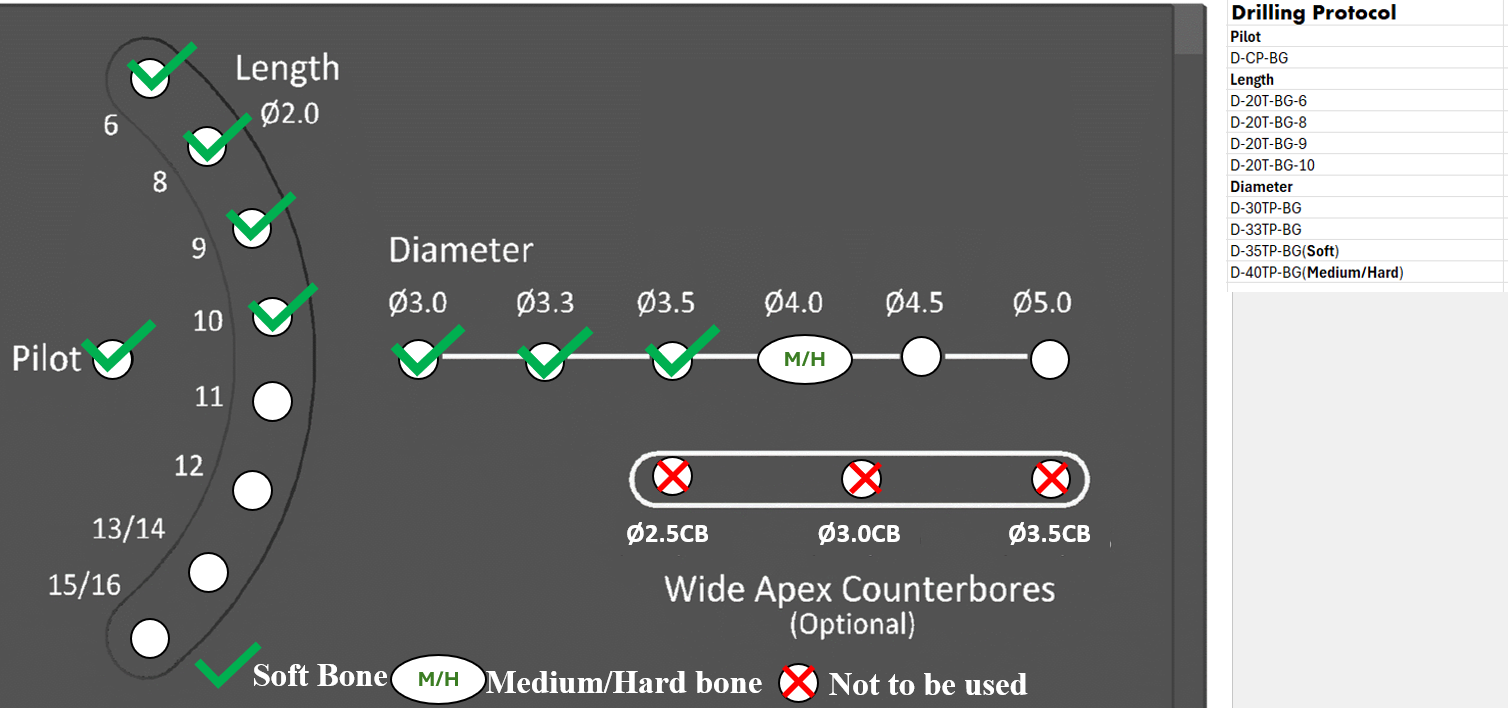 Length
Ø2.0
6
8
9
10
Pilot
11
12
13/14
15/16
Diameter
Ø3.0 Ø3.3 Ø3.5 Ø4.0 Ø4.5 Ø5.0
M/H
Ø2.5CB Ø3.0CB Ø3.5CB
Wide Apex Counterbores
(Optional)
Soft Bone M/H Medium/Hard bone Not to be used
Drilling Protocol
Pilot
D-CP-BG
Length
D-20T-BG-6
D-20T-BG-8
D-20T-BG-9
D-20T-BG-10
Diameter
D-30TP-BG
D-33TP-BG
D-35TP-BG(Soft)
D-40TP-BG(Medium/Hard)